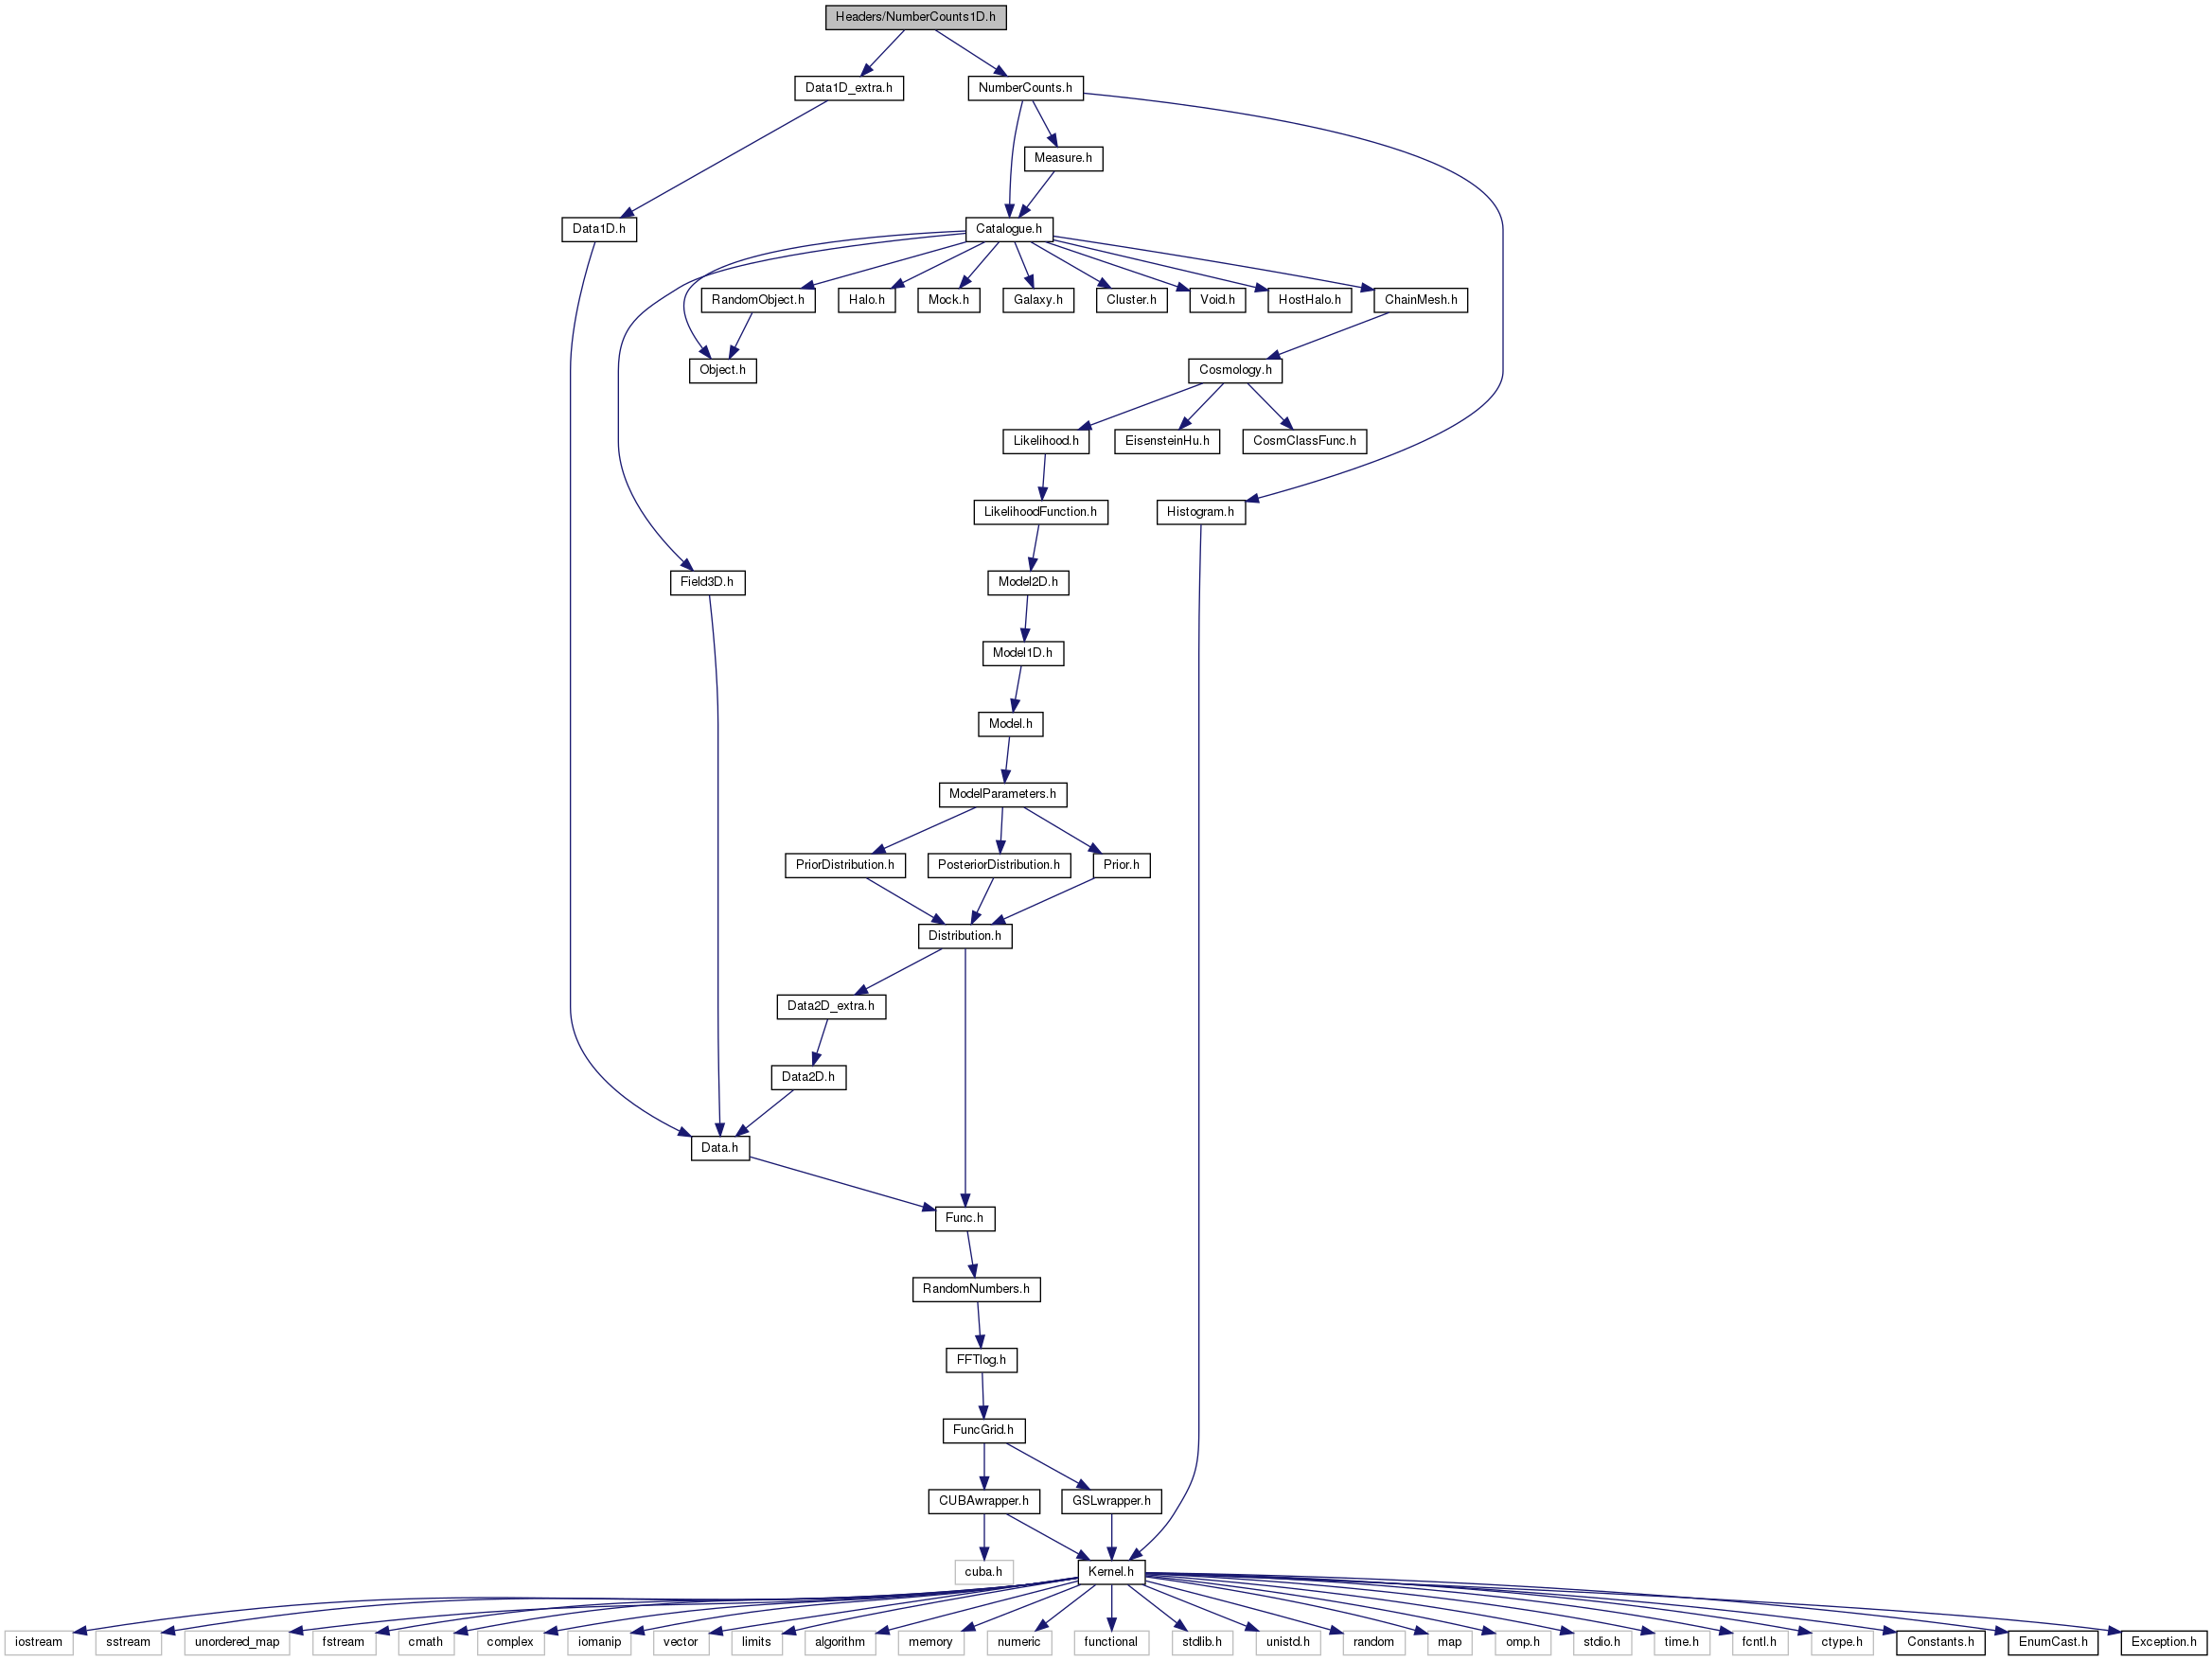 Headers/NumberCounts1D.h
Data1D_extra.h
NumberCounts.h
Measure.h
Data1D.h
Catalogue.h
RandomObject.h
Halo.h
Mock.h
Galaxy.h
Cluster.h
Void.h
HostHalo.h
ChainMesh.h
Object.h
Cosmology.h
Likelihood.h
EisensteinHu.h
CosmClassFunc.h
LikelihoodFunction.h
Histogram.h
Field3D.h
Model2D.h
Model1D.h
Model.h
ModelParameters.h
PriorDistribution.h
PosteriorDistribution.h
Prior.h
Distribution.h
Data2D_extra.h
Data2D.h
Data.h
Func.h
RandomNumbers.h
FFTlog.h
FuncGrid.h
CUBAwrapper.h
GSLwrapper.h
cuba.h
Kernel.h
iostream
sstream
unordered_map
fstream
cmath
complex
iomanip
vector
limits
algorithm
memory
numeric
functional
stdlib.h
unistd.h
random
map
omp.h
stdio.h
time.h
fcntl.h
ctype.h
Constants.h
EnumCast.h
Exception.h